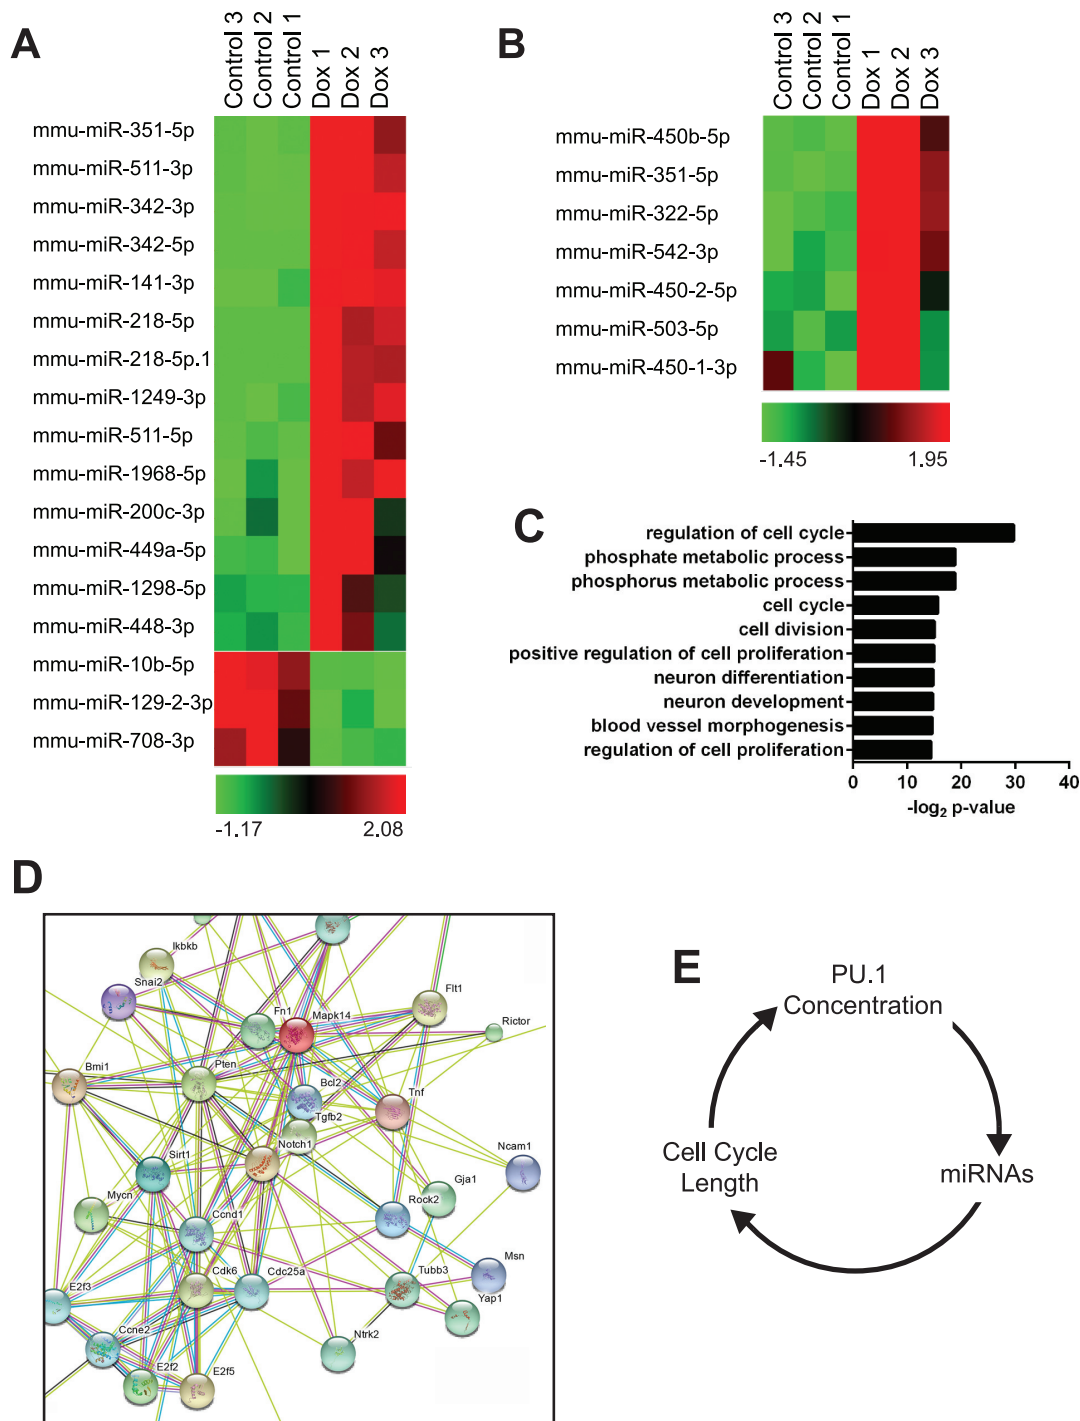 A
Control 3
Control 2
Control 1
Dox 1
Dox 2
Dox 3
mmu-miR-351-5p
mmu-miR-511-3p
mmu-miR-342-3p
mmu-miR-342-5p
mmu-miR-141-3p
mmu-miR-218-5p
mmu-miR-218-5p.1
mmu-miR-1249-3p
mmu-miR-511-5p
mmu-miR-1968-5p
mmu-miR-200c-3p
mmu-miR-449a-5p
mmu-miR-1298-5p
mmu-miR-448-3p
mmu-miR-10b-5p
mmu-miR-129-2-3p
mmu-miR-708-3p
-1.17 2.08
B
Control 3
Control 2
Control 1
Dox 1
Dox 2
Dox 3
mmu-miR-450b-5p
mmu-miR-351-5p
mmu-miR-322-5p
mmu-miR-542-3p
mmu-miR-450-2-5p
mmu-miR-503-5p
mmu-miR-450-1-3p
-1.45 1.95
C
regulation of cell cycle
phosphate metabolic process
phosphorus metabolic process
cell cycle
cell division
positive regulation of cell proliferation
neuron differentiation
neuron development
blood vessel morphogenesis
regulation of cell proliferation
0 10 20 30 40
-log2 p-value
D
Ikbkb
Snai2
Flt1
Fn1
Mapk14
Rictor
Bmi1
Pten
Bcl2
Tnf
Tgfb2
Notch1
Ncam1
Sirt1
Gja1
Mycn
Rock2
Ccnd1
Msn
Cdk6
Cdc25a
Tubb3
E2f3
Yap1
Ccne2
Ntrk2
E2f2
E2f5
E
PU.1
Concentration
miRNAs
Cell Cycle
Length